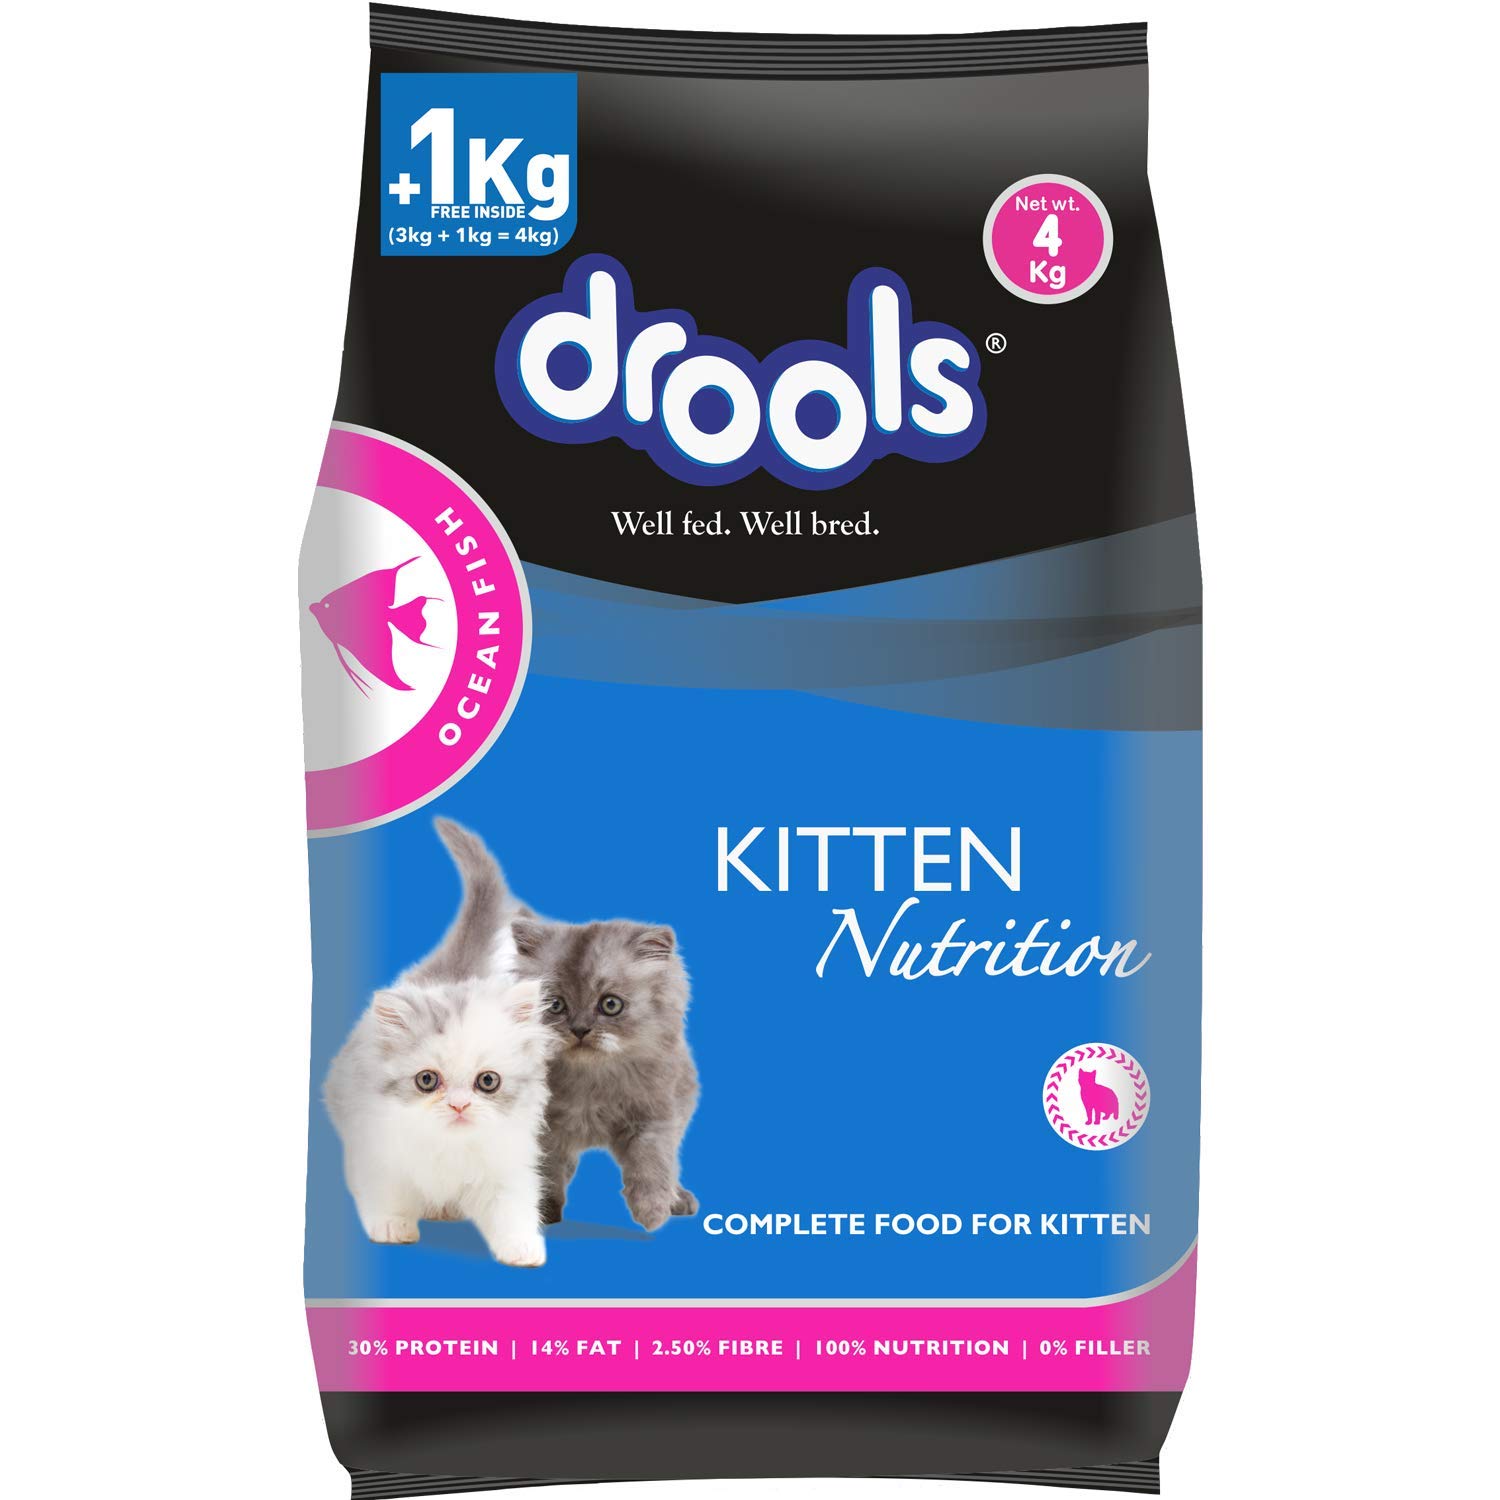 +1Kg
FREE INSIDE
(3kg + 1kg = 4kg)
Net wt.
4
Kg
drools®
Well fed. Well bred.
OCEAN FISH
KITTEN
Nutrition
COMPLETE FOOD FOR KITTEN
30% PROTEIN | 14% FAT | 2.50% FIBRE | 100% NUTRITION | 0% FILLER